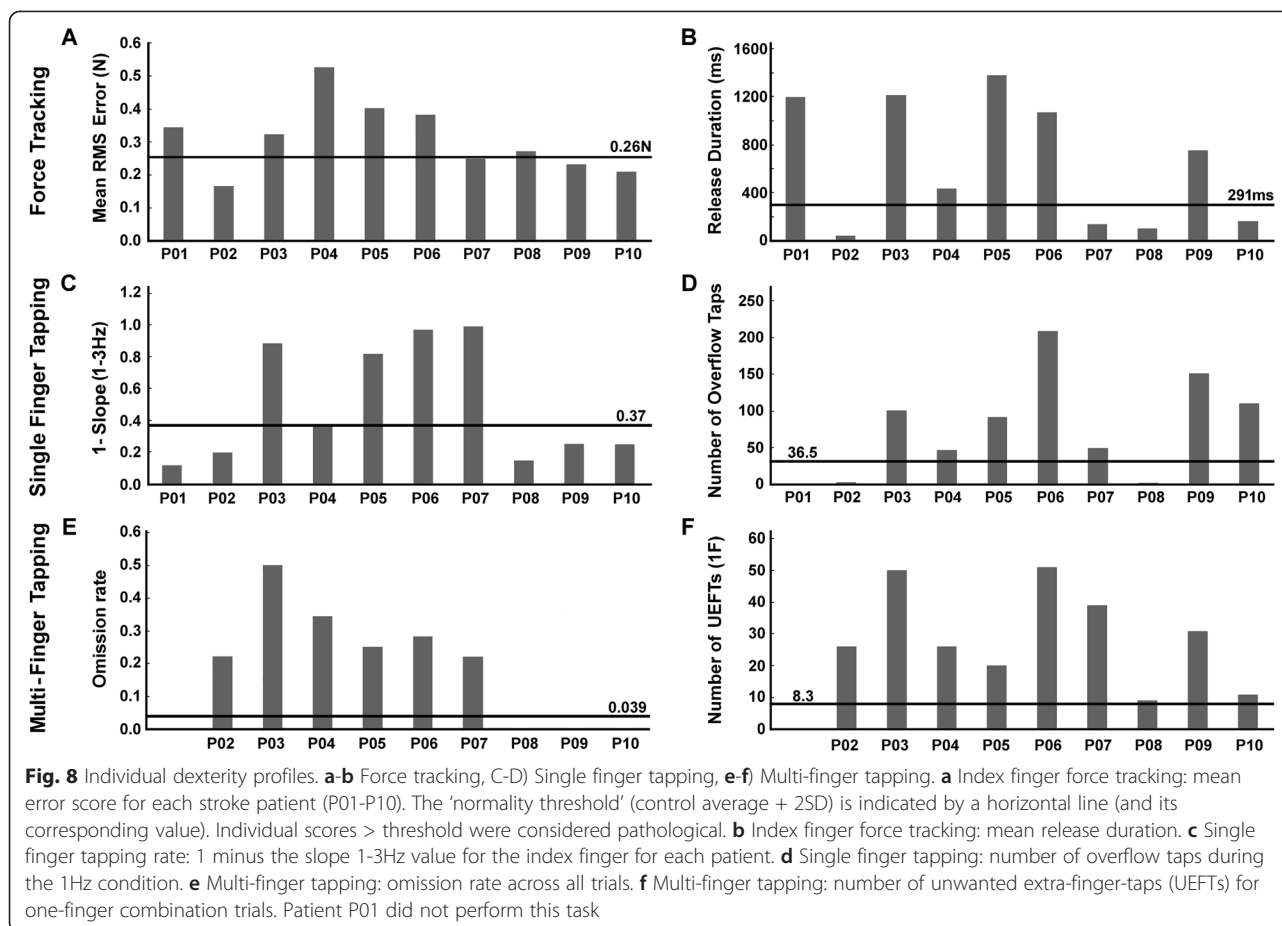 Force Tracking
A
Mean RMS Error (N)
0.6
0.5
0.4
0.3
0.2
0.1
0.0
0.26N
P01 P02 P03 P04 P05 P06 P07 P08 P09 P10
B
Release Duration (ms)
1600
1200
800
400
0
291ms
P01 P02 P03 P04 P05 P06 P07 P08 P09 P10
Single Finger Tapping
C
1- Slope (1-3Hz)
1.2
1.0
0.8
0.6
0.4
0.2
0.0
0.37
P01 P02 P03 P04 P05 P06 P07 P08 P09 P10
D
Number of Overflow Taps
250
200
150
100
50
0
36.5
P01 P02 P03 P04 P05 P06 P07 P08 P09 P10
Multi-Finger Tapping
E
Omission rate
0.6
0.5
0.4
0.3
0.2
0.1
0.0
0.039
P02 P03 P04 P05 P06 P07 P08 P09 P10
F
Number of UEFTs (1F)
60
50
40
30
20
10
0
8.3
P02 P03 P04 P05 P06 P07 P08 P09 P10
Fig. 8 Individual dexterity profiles. a-b Force tracking, C-D) Single finger tapping, e-f) Multi-finger tapping. a Index finger force tracking: mean
error score for each stroke patient (P01-P10). The ‘normality threshold’ (control average + 2SD) is indicated by a horizontal line (and its
corresponding value). Individual scores > threshold were considered pathological. b Index finger force tracking: mean release duration. c Single
finger tapping rate: 1 minus the slope 1-3Hz value for the index finger for each patient. d Single finger tapping: number of overflow taps during
the 1Hz condition. e Multi-finger tapping: omission rate across all trials. f Multi-finger tapping: number of unwanted extra-finger-taps (UEFTs) for
one-finger combination trials. Patient P01 did not perform this task